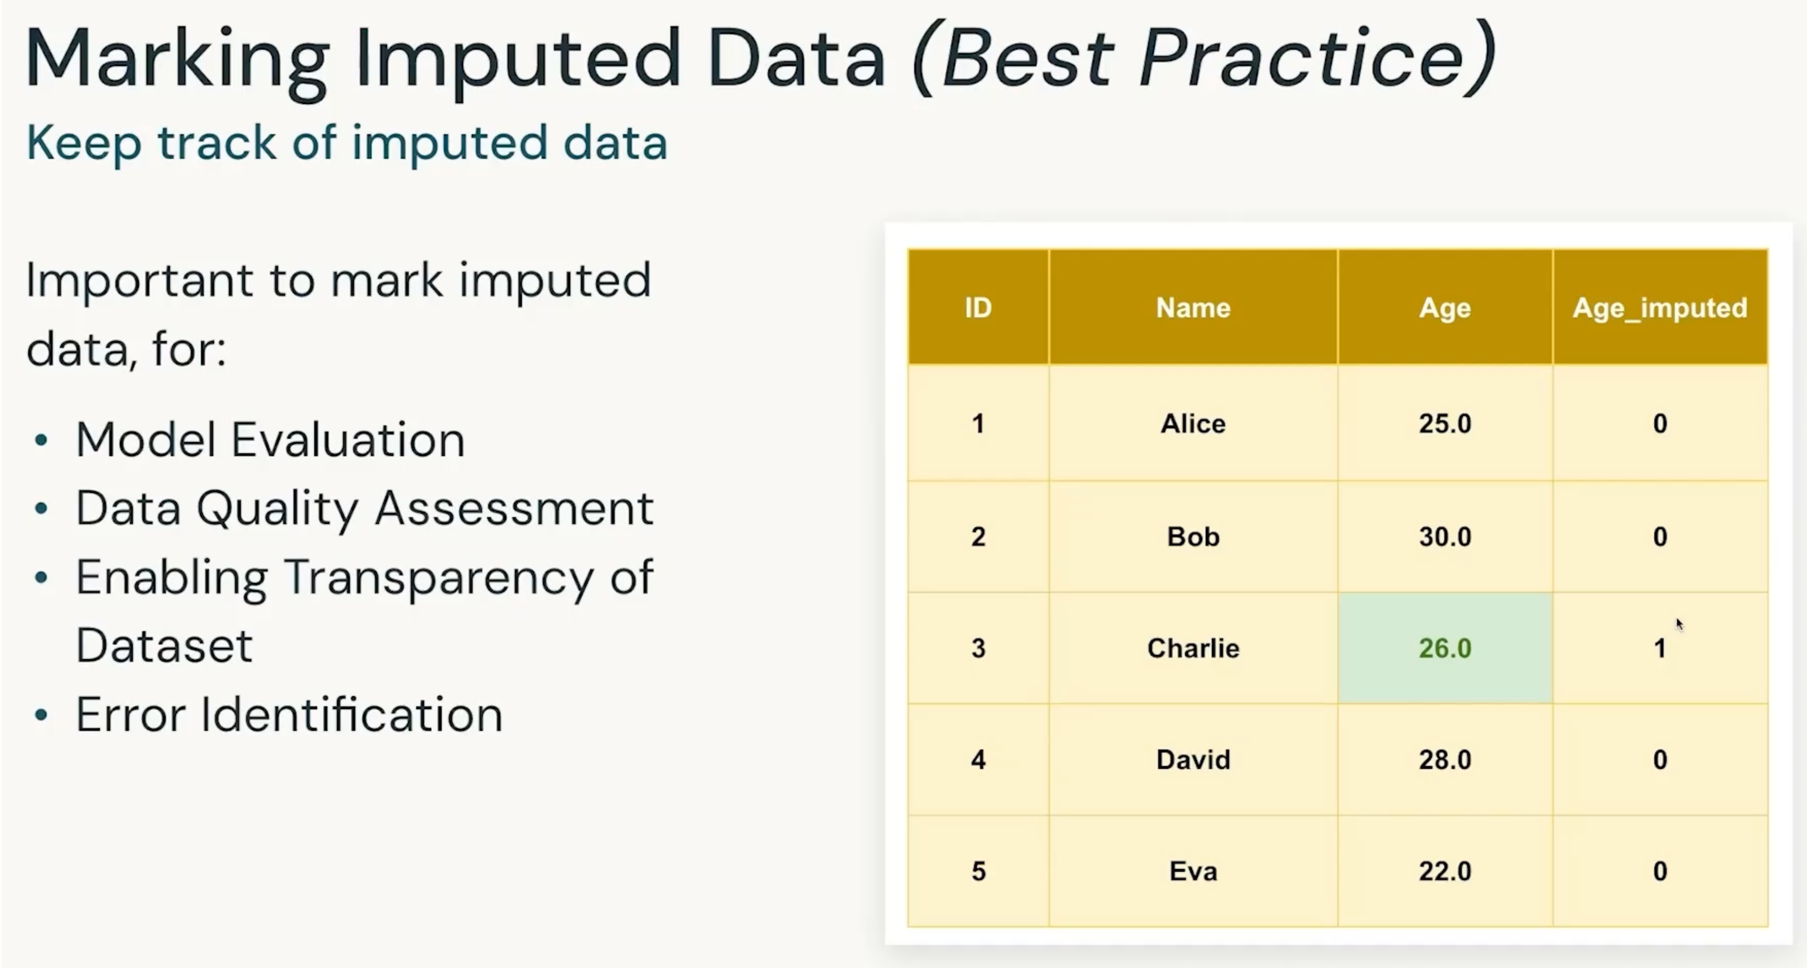 Marking Imputed Data (Best Practice)
Keep track of imputed data
Important to mark imputed
data, for:
• Model Evaluation
• Data Quality Assessment
• Enabling Transparency of
Dataset
• Error Identification
ID Name Age Age_imputed
1 Alice 25.0 0
2 Bob 30.0 0
3 Charlie 26.0 1
4 David 28.0 0
5 Eva 22.0 0